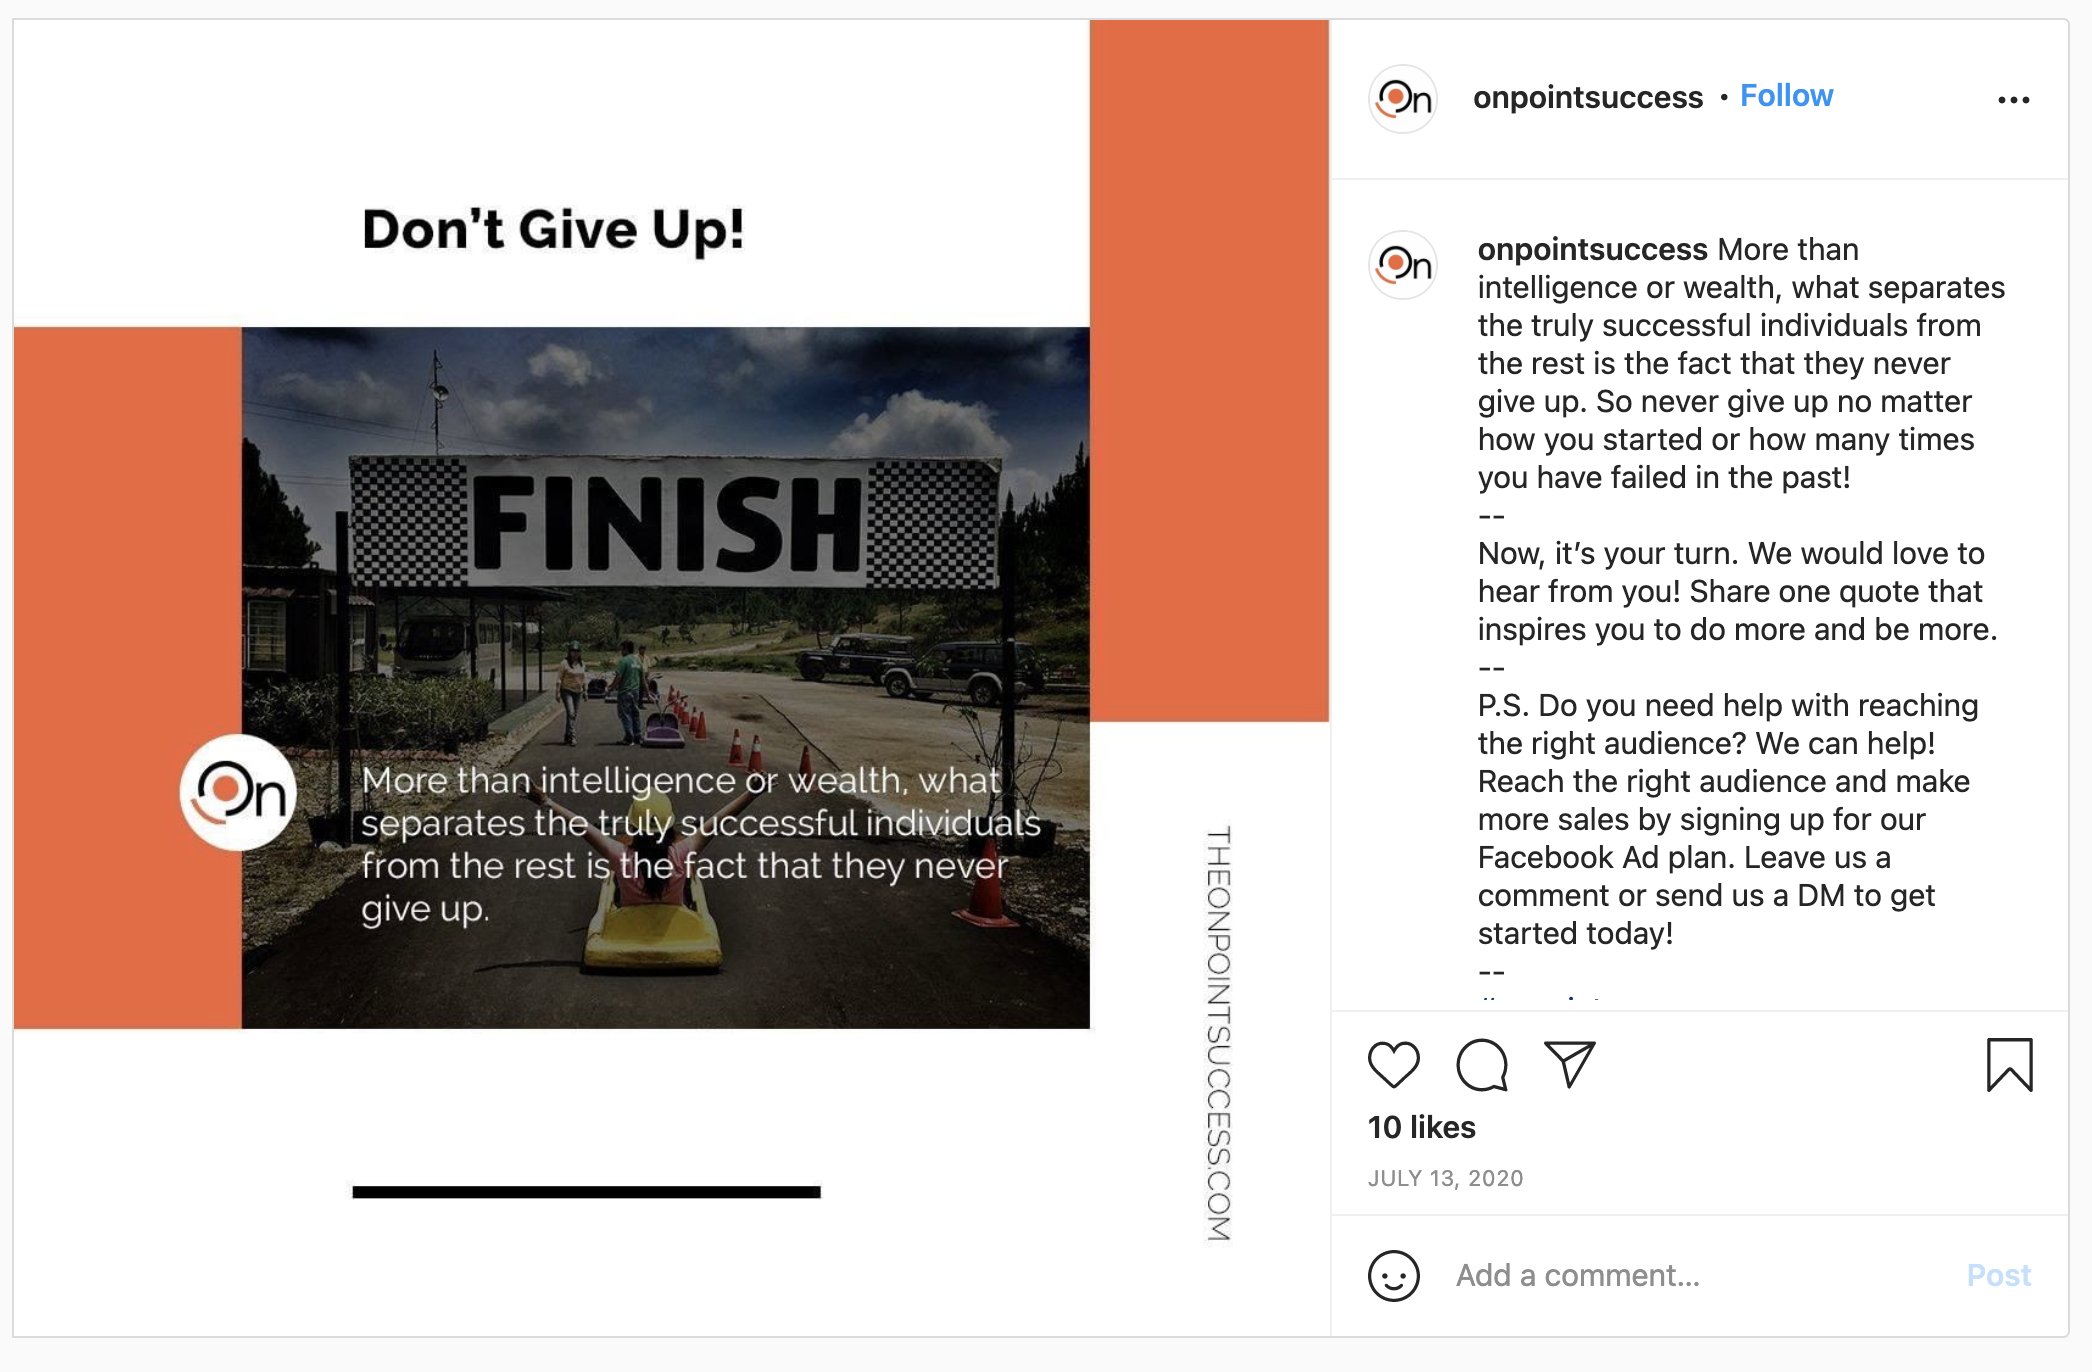 Don't Give Up!
FINISH
On
More than intelligence or wealth, what
separates the truly successful individuals
from the rest is the fact that they never
give up.
THEONPOINTSUCCESS.COM
On
onpointsuccess • Follow
On
onpointsuccess More than
intelligence or wealth, what separates
the truly successful individuals from
the rest is the fact that they never
give up. So never give up no matter
how you started or how many times
you have failed in the past!
--
Now, it’s your turn. We would love to
hear from you! Share one quote that
inspires you to do more and be more.
--
P.S. Do you need help with reaching
the right audience? We can help!
Reach the right audience and make
more sales by signing up for our
Facebook Ad plan. Leave us a
comment or send us a DM to get
started today!
--
10 likes
JULY 13, 2020
Add a comment...
Post